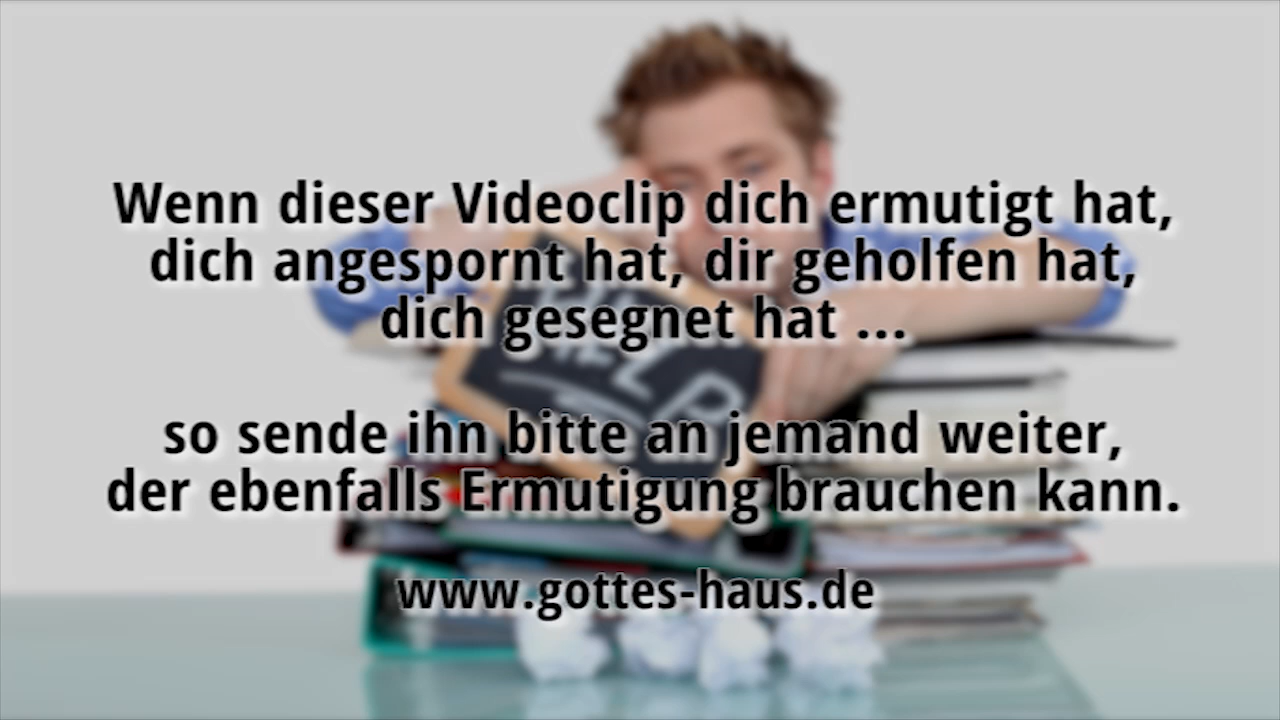 Wenn dieser Videoclip dich ermutigt hat,
dich angespornt hat, dir geholfen hat,
dich gesegnet hat ...
so sende ihn bitte an jemand weiter,
der ebenfalls Ermutigung brauchen kann.
www.gottes-haus.de
HELP